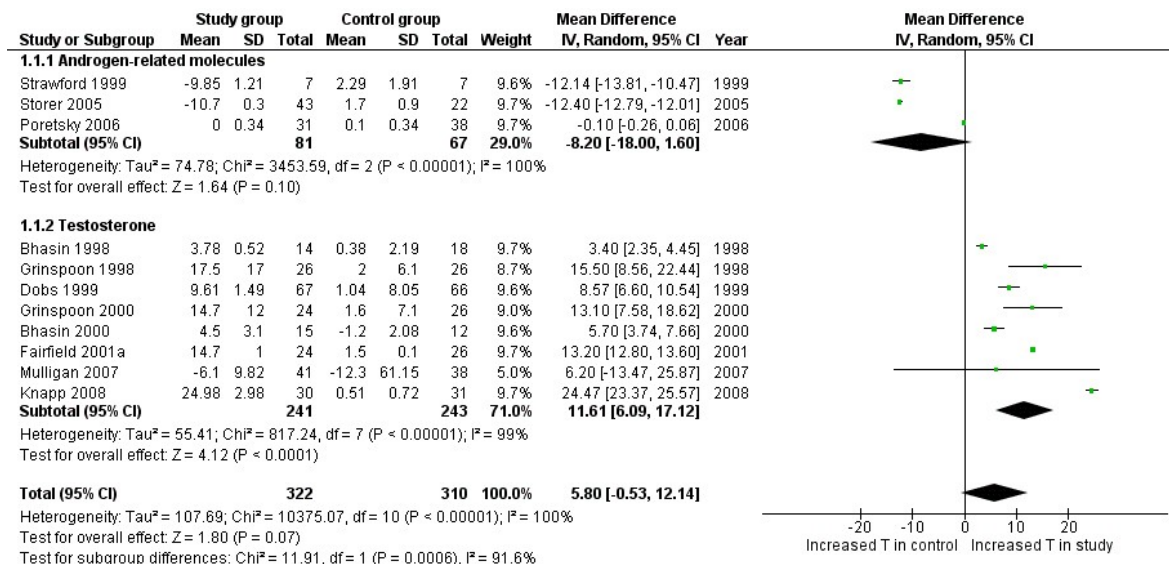 Study group Control group Mean Difference Mean Difference
Study or Subgroup Mean SD Total Mean SD Total Weight IV, Random, 95% CI Year IV, Random, 95% CI
1.1.1 Androgen-related molecules
Strawford 1999 -9.85 1.21 7 2.29 1.91 7 9.6% -12.14 [-13.81, -10.47] 1999
Storer 2005 -10.7 0.3 43 1.7 0.9 22 9.7% -12.40 [-12.79, -12.01] 2005
Poretsky 2006 0 0.34 31 0.1 0.34 38 9.7% -0.10 [-0.26, 0.06] 2006
Subtotal (95% CI) 81 67 29.0% -8.20 [-18.00, 1.60]
Heterogeneity: Tau² = 74.78; Chi² = 3453.59, df = 2 (P < 0.00001); I² = 100%
Test for overall effect: Z = 1.64 (P = 0.10)
1.1.2 Testosterone
Bhasin 1998 3.78 0.52 14 0.38 2.19 18 9.7% 3.40 [2.35, 4.45] 1998
Grinspoon 1998 17.5 17 26 2 6.1 26 8.7% 15.50 [8.56, 22.44] 1998
Dobs 1999 9.61 1.49 67 1.04 8.05 66 9.6% 8.57 [6.60, 10.54] 1999
Grinspoon 2000 14.7 12 24 1.6 7.1 26 9.0% 13.10 [7.58, 18.62] 2000
Bhasin 2000 4.5 3.1 15 -1.2 2.08 12 9.6% 5.70 [3.74, 7.66] 2000
Fairfield 2001a 14.7 1 24 1.5 0.1 26 9.7% 13.20 [12.80, 13.60] 2001
Mulligan 2007 -6.1 9.82 41 -12.3 61.15 38 5.0% 6.20 [-13.47, 25.87] 2007
Knapp 2008 24.98 2.98 30 0.51 0.72 31 9.7% 24.47 [23.37, 25.57] 2008
Subtotal (95% CI) 241 243 71.0% 11.61 [6.09, 17.12]
Heterogeneity: Tau² = 55.41; Chi² = 817.24, df = 7 (P < 0.00001); I² = 99%
Test for overall effect: Z = 4.12 (P < 0.0001)
Total (95% CI) 322 310 100.0% 5.80 [-0.53, 12.14]
Heterogeneity: Tau² = 107.69; Chi² = 10375.07, df = 10 (P < 0.00001); I² = 100%
Test for overall effect: Z = 1.80 (P = 0.07)
Test for subgroup differences: Chi² = 11.91, df = 1 (P = 0.0006), I² = 91.6%
-20 -10 0 10 20
Increased T in control Increased T in study